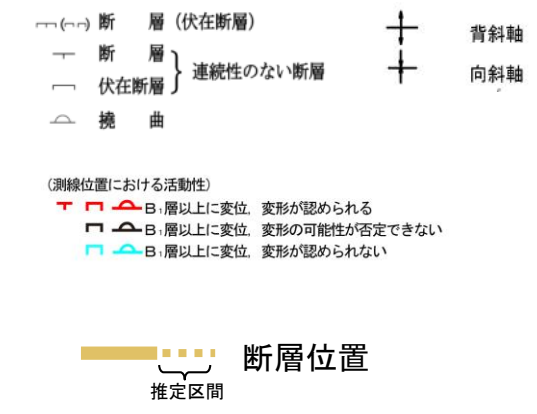 断　　層（伏在断層）
断　　層
伏在断層
連続性のない断層
撓　　曲
背斜軸
向斜軸
(測線位置における活動性)
B₁層以上に変位，変形が認められる
B₁層以上に変位，変形の可能性が否定できない
B₁層以上に変位，変形が認められない
断層位置
推定区間